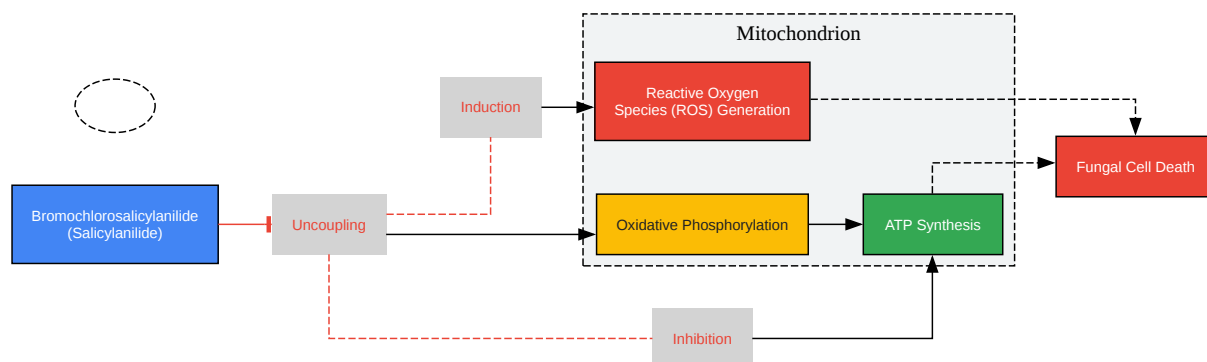 Mitochondrion
Induction
Reactive Oxygen
Species (ROS) Generation
Fungal Cell Death
Bromochlorosalicylanilide
(Salicylanilide)
Uncoupling
Oxidative Phosphorylation
ATP Synthesis
Inhibition